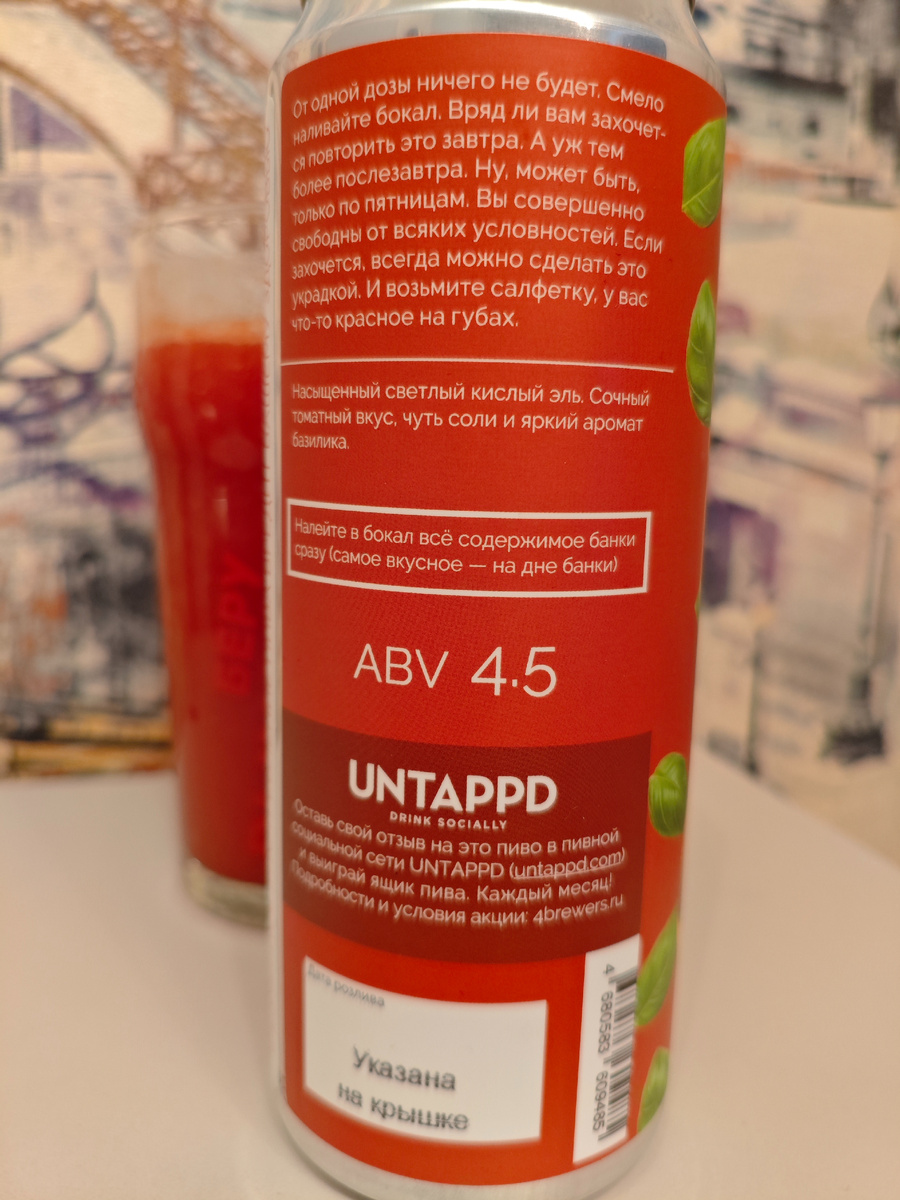 От одной дозы ничего не будет. Смело
наливайте бокал. Вряд ли вам захочет-
ся повторить это завтра. А уж тем
более послезавтра. Ну, может быть,
только по пятницам. Вы совершенно
свободны от всяких условностей. Если
захочется, всегда можно сделать это
украдкой. И возьмите салфетку, у вас
что-то красное на губах.
Насыщенный светлый кислый эль. Сочный
томатный вкус, чуть соли и яркий аромат
базилика.
Налейте в бокал всё содержимое банки
сразу (самое вкусное — на дне банки)
ABV 4.5
UNTAPPD
DRINK SOCIALLY
Оставь свой отзыв на это пиво в пивной
социальной сети UNTAPPD (untappd.com)
и выиграй ящик пива. Каждый месяц!
Подробности и условия акции: 4brewers.ru
Дата розлива
Указана
на крышке
4 680583 609485
БЕРУ